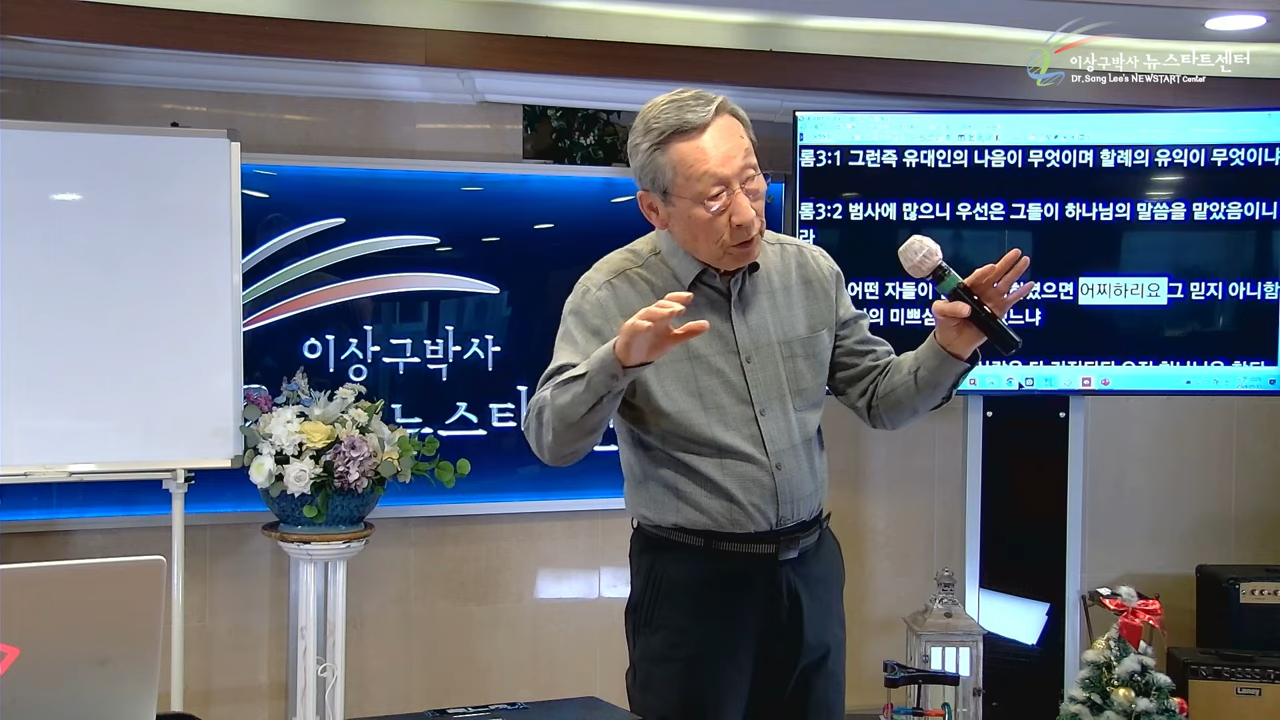 이상구박사 뉴스타트센터
Dr. Sang Lee's NEWSTART Center
롬3:1 그런즉 유대인의 나음이 무엇이며 할례의 유익이 무엇이냐
롬3:2 범사에 많으니 우선은 그들이 하나님의 말씀을 맡았음이니
라
어떤 자들이 하였으면 어찌하리요 그 믿지 아니함
의 미쁘심 느냐
이상구박사
뉴스타
Laney